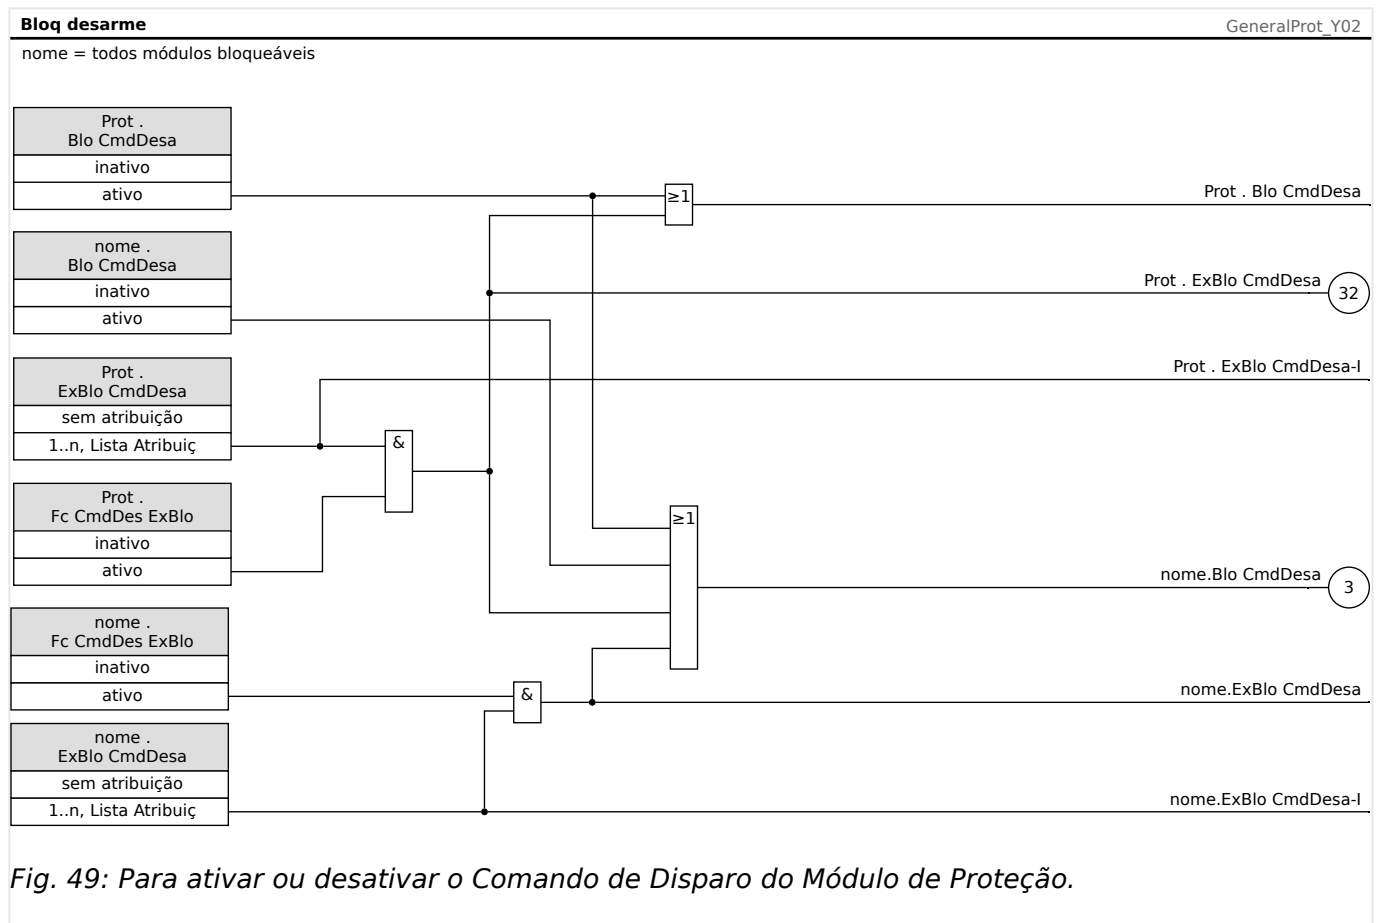 Bloq desarme
GeneralProt_Y02
nome = todos módulos bloqueáveis
Prot .
Blo CmdDesa
inativo
ativo
≥1
Prot . Blo CmdDesa
nome .
Blo CmdDesa
inativo
ativo
Prot . ExBlo CmdDesa
32
Prot .
ExBlo CmdDesa
sem atribuição
1..n, Lista Atribuiç
Prot . ExBlo CmdDesa-I
&
Prot .
Fc CmdDes ExBlo
inativo
ativo
≥1
nome.Blo CmdDesa
3
nome .
Fc CmdDes ExBlo
inativo
ativo
&
nome.ExBlo CmdDesa
nome .
ExBlo CmdDesa
sem atribuição
1..n, Lista Atribuiç
nome.ExBlo CmdDesa-I
Fig. 49: Para ativar ou desativar o Comando de Disparo do Módulo de Proteção.